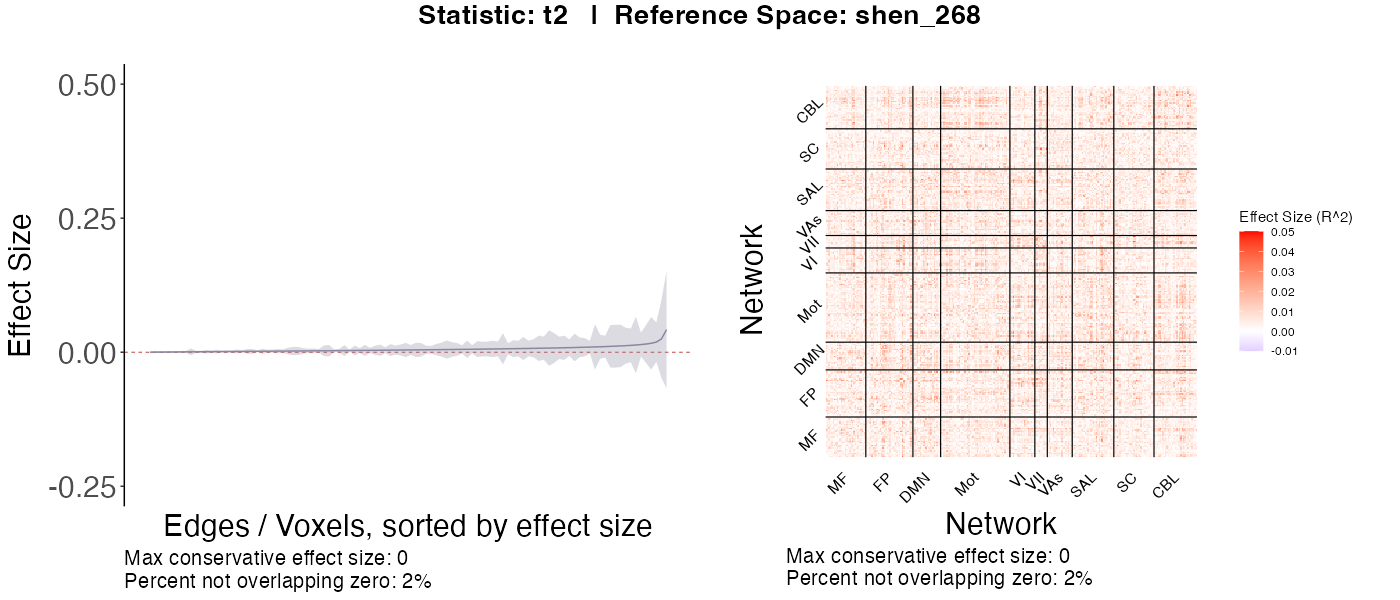 Statistic: t2 | Reference Space: shen_268
Effect Size
0.50
0.25
0.00
-0.25
Edges / Voxels, sorted by effect size
Max conservative effect size: 0
Percent not overlapping zero: 2%
Network
CBL
SC
SAL
VAs
VII
VI
Mot
DMN
FP
MF
MF
FP
DMN
Mot
VI
VII
VAs
SAL
SC
CBL
Network
Max conservative effect size: 0
Percent not overlapping zero: 2%
Effect Size (R^2)
0.05
0.04
0.03
0.02
0.01
0.00
-0.01